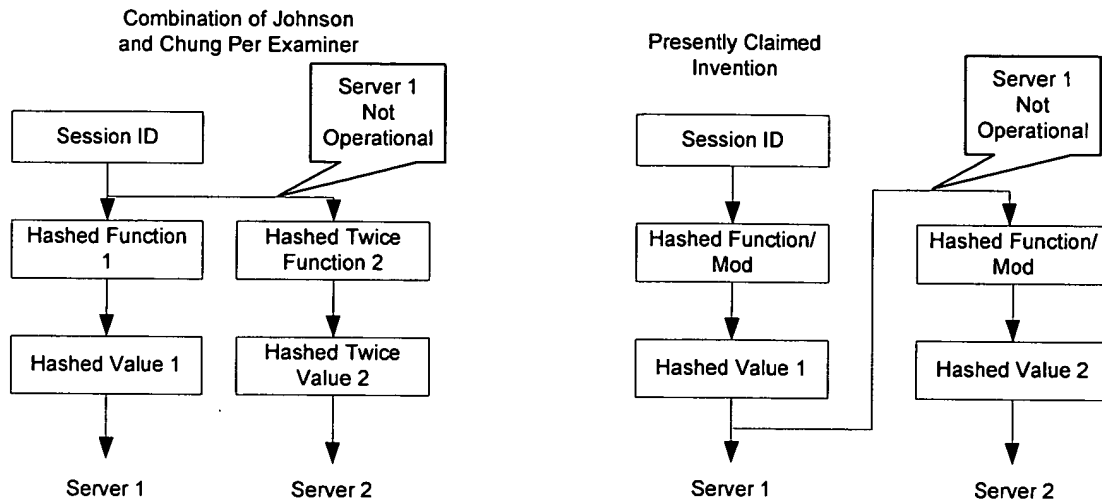 Combination of Johnson
and Chung Per Examiner
Server 1
Not
Operational
Session ID
Hashed Function
1
Hashed Twice
Function 2
Hashed Value 1
Hashed Twice
Value 2
Server 1
Server 2
Presently Claimed
Invention
Server 1
Not
Operational
Session ID
Hashed Function/
Mod
Hashed Function/
Mod
Hashed Value 1
Hashed Value 2
Server 1
Server 2